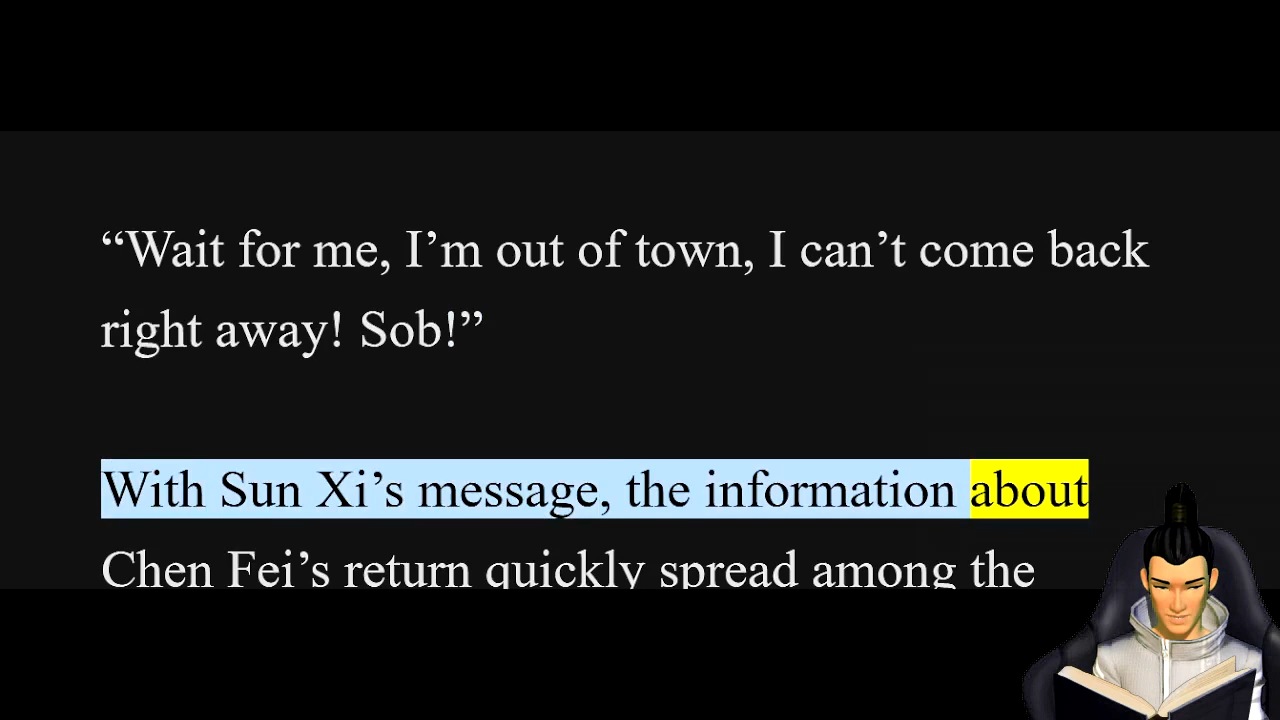 “Wait for me, I’m out of town, I can’t come back
right away! Sob!”
With Sun Xi’s message, the information about
Chen Fei’s return quickly spread among the